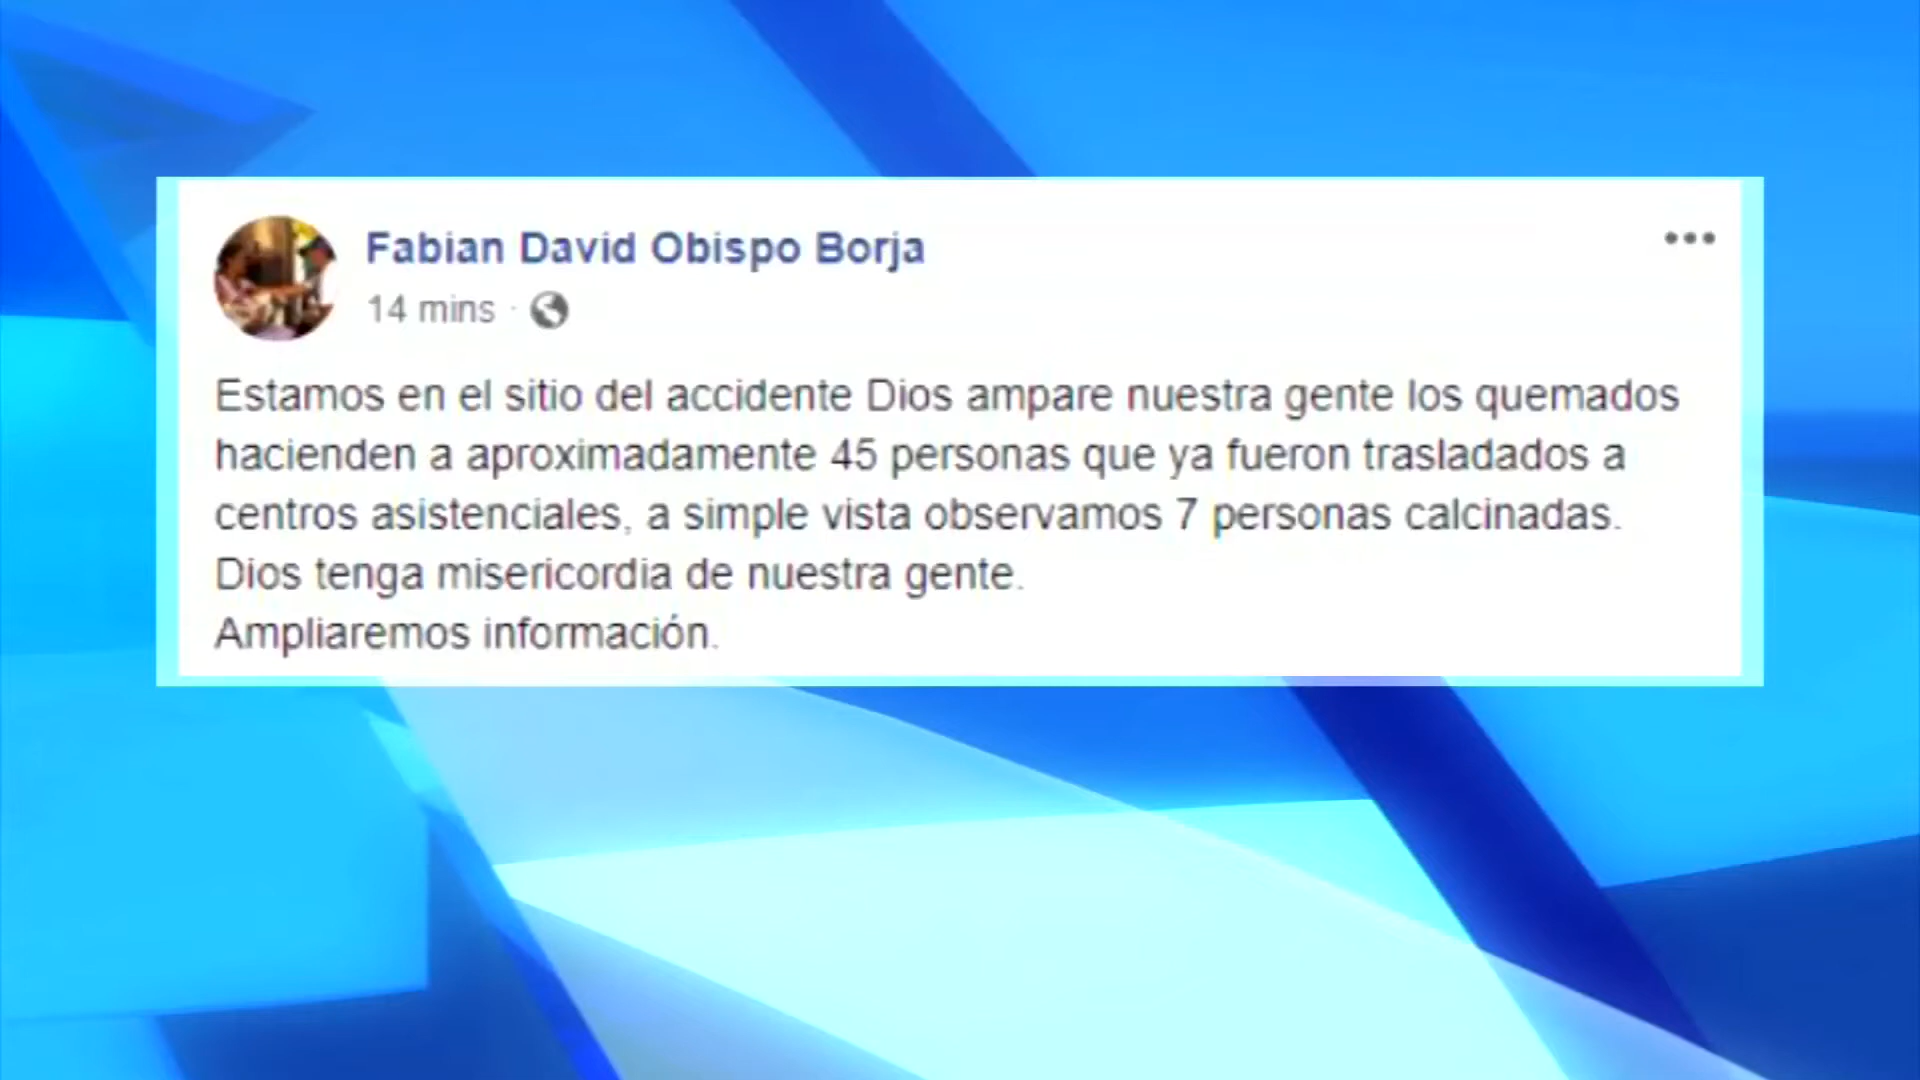 Fabian David Obispo Borja
14 mins ·
Estamos en el sitio del accidente Dios ampare nuestra gente los quemados
hacienden a aproximadamente 45 personas que ya fueron trasladados a
centros asistenciales, a simple vista observamos 7 personas calcinadas.
Dios tenga misericordia de nuestra gente.
Ampliaremos información.